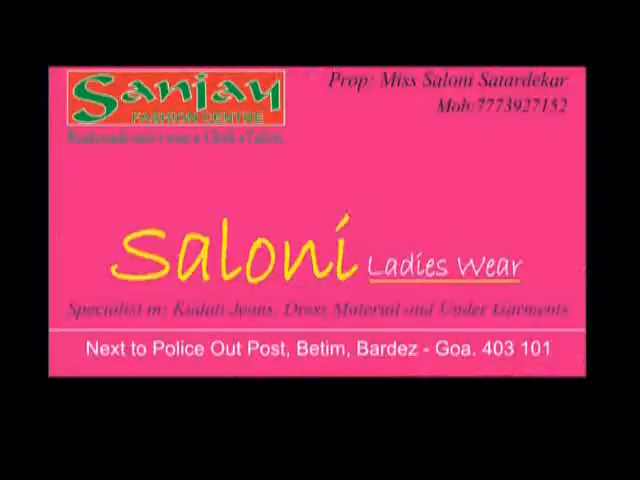 Sanjay
FASHION CENTRE
Prop: Miss Saloni Satardekar
Mob:7773927152
Saloni Ladies Wear
Specialist in: Kudati Jeans, Dress Material and Under Garments
Next to Police Out Post, Betim, Bardez - Goa. 403 101